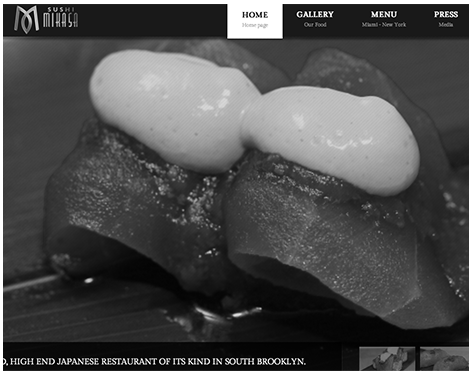 SUSHI
MIKASA
HOME
Home page
GALLERY
Our Food
MENU
Miami - New York
PRESS
Media
D, HIGH END JAPANESE RESTAURANT OF ITS KIND IN SOUTH BROOKLYN.